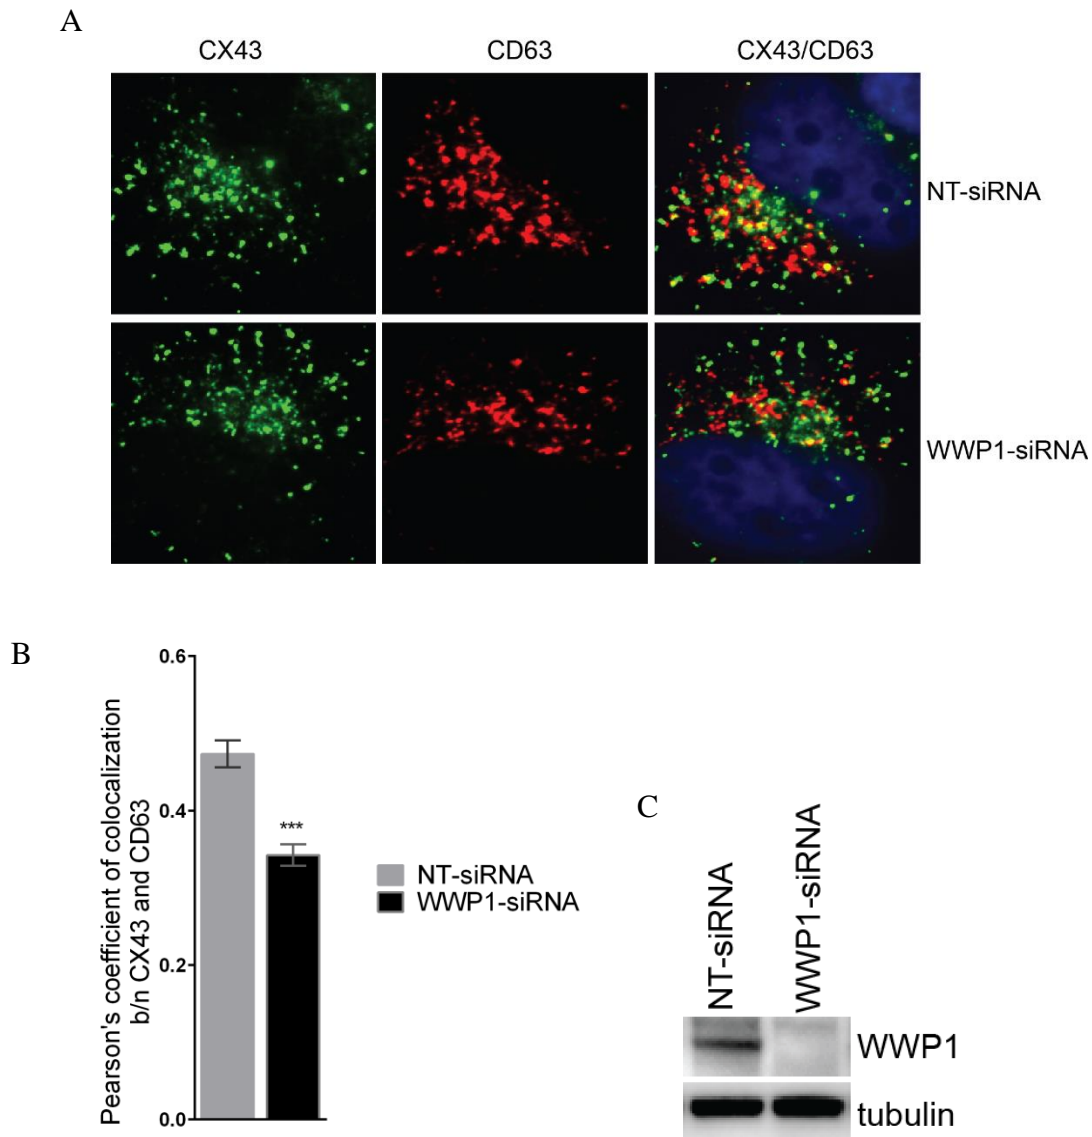 A
CX43
CD63
CX43/CD63
NT-siRNA
WWP1-siRNA
B
Pearson's coefficient of colocalization
b/n CX43 and CD63
0.6
0.4
0.2
0.0
***
NT-siRNA
WWP1-siRNA
C
NT-siRNA
WWP1-siRNA
WWP1
tubulin